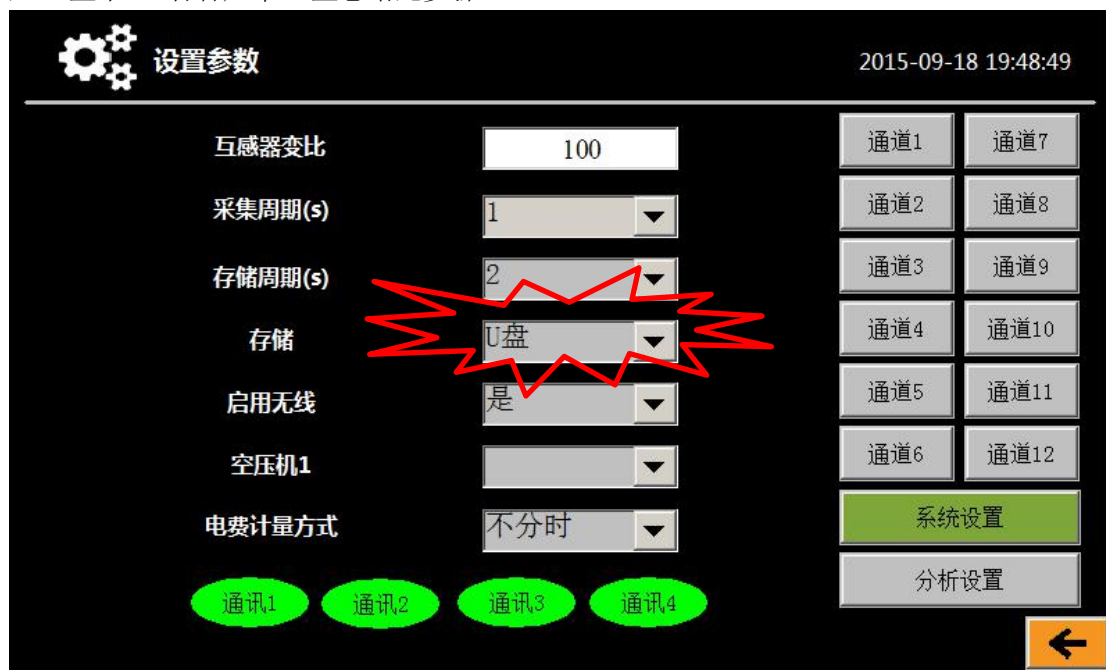 设置参数 2015-09-18 19:48:49
互感器变比 100
采集周期(s) 1
存储周期(s) 2
存储 U盘
启用无线 是
空压机1
电费计量方式 不分时
通讯1 通讯2 通讯3 通讯4
通道1 通道7
通道2 通道8
通道3 通道9
通道4 通道10
通道5 通道11
通道6 通道12
系统设置
分析设置